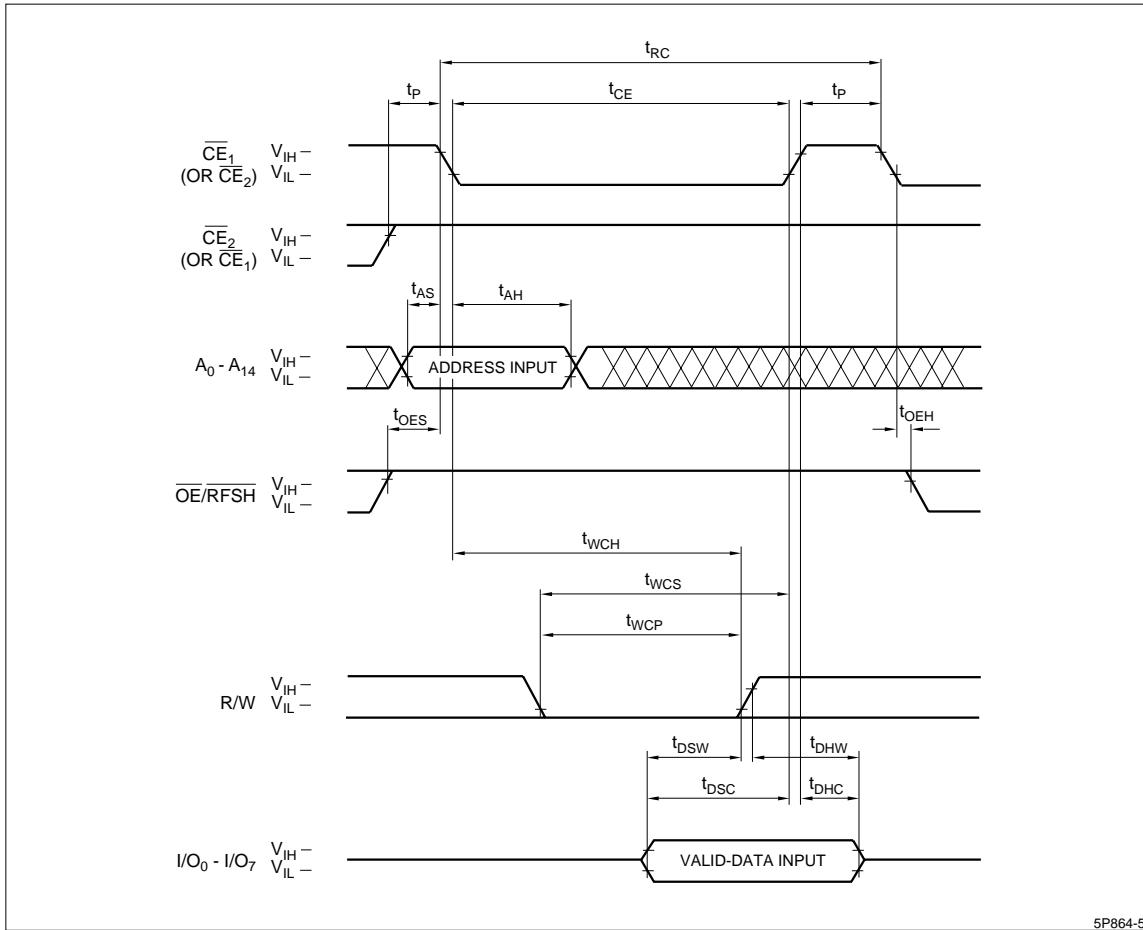 tRC
tP tCE tP
CE1 VIH –
(OR CE2) VIL –
CE2 VIH –
(OR CE1) VIL –
tAS tAH
A0 - A14 VIH –
VIL –
ADDRESS INPUT
tOES tOEH
OE/RFSH VIH –
VIL –
tWCH
tWCS
tWCP
R/W VIH –
VIL –
tDSW tDHW
tDSC tDHC
I/O0 - I/O7 VIH –
VIL –
VALID-DATA INPUT
5P864-5